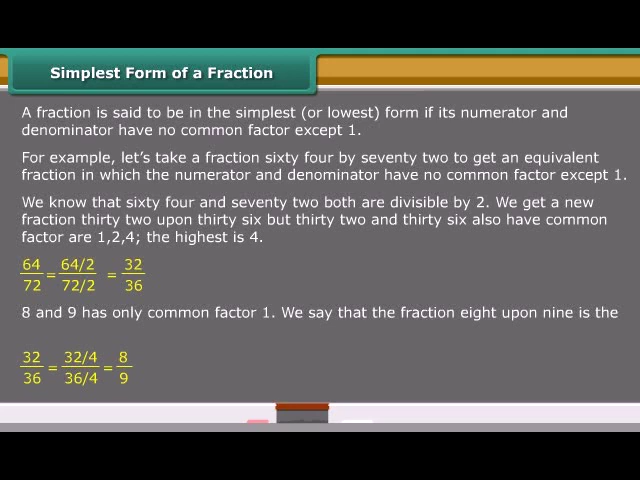 Simplest Form of a Fraction
A fraction is said to be in the simplest (or lowest) form if its numerator and
denominator have no common factor except 1.
For example, let's take a fraction sixty four by seventy two to get an equivalent
fraction in which the numerator and denominator have no common factor except 1.
We know that sixty four and seventy two both are divisible by 2. We get a new
fraction thirty two upon thirty six but thirty two and thirty six also have common
factor are 1,2,4; the highest is 4.
64/72 = (64/2)/(72/2) = 32/36
8 and 9 has only common factor 1. We say that the fraction eight upon nine is the
32/36 = (32/4)/(36/4) = 8/9